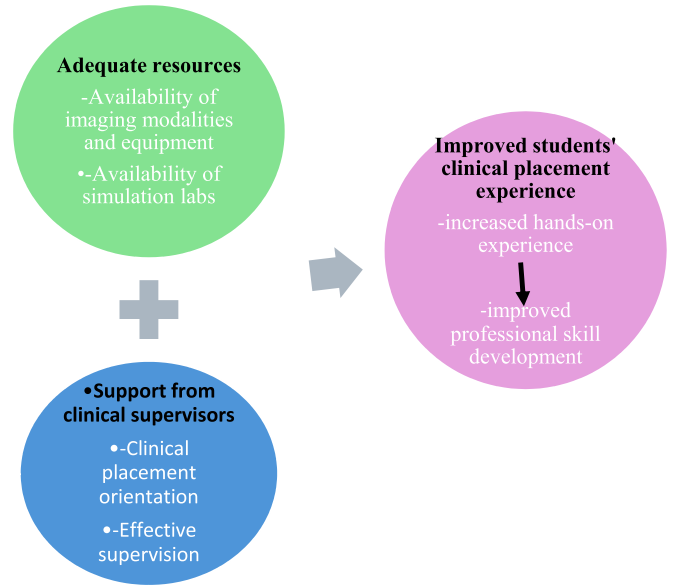 Adequate resources
-Availability of
imaging modalities
and equipment
•-Availability of
simulation labs
Improved students'
clinical placement
experience
-increased hands-on
experience
-improved
professional skill
development
•Support from
clinical supervisors
•-Clinical
placement
orientation
•-Effective
supervision